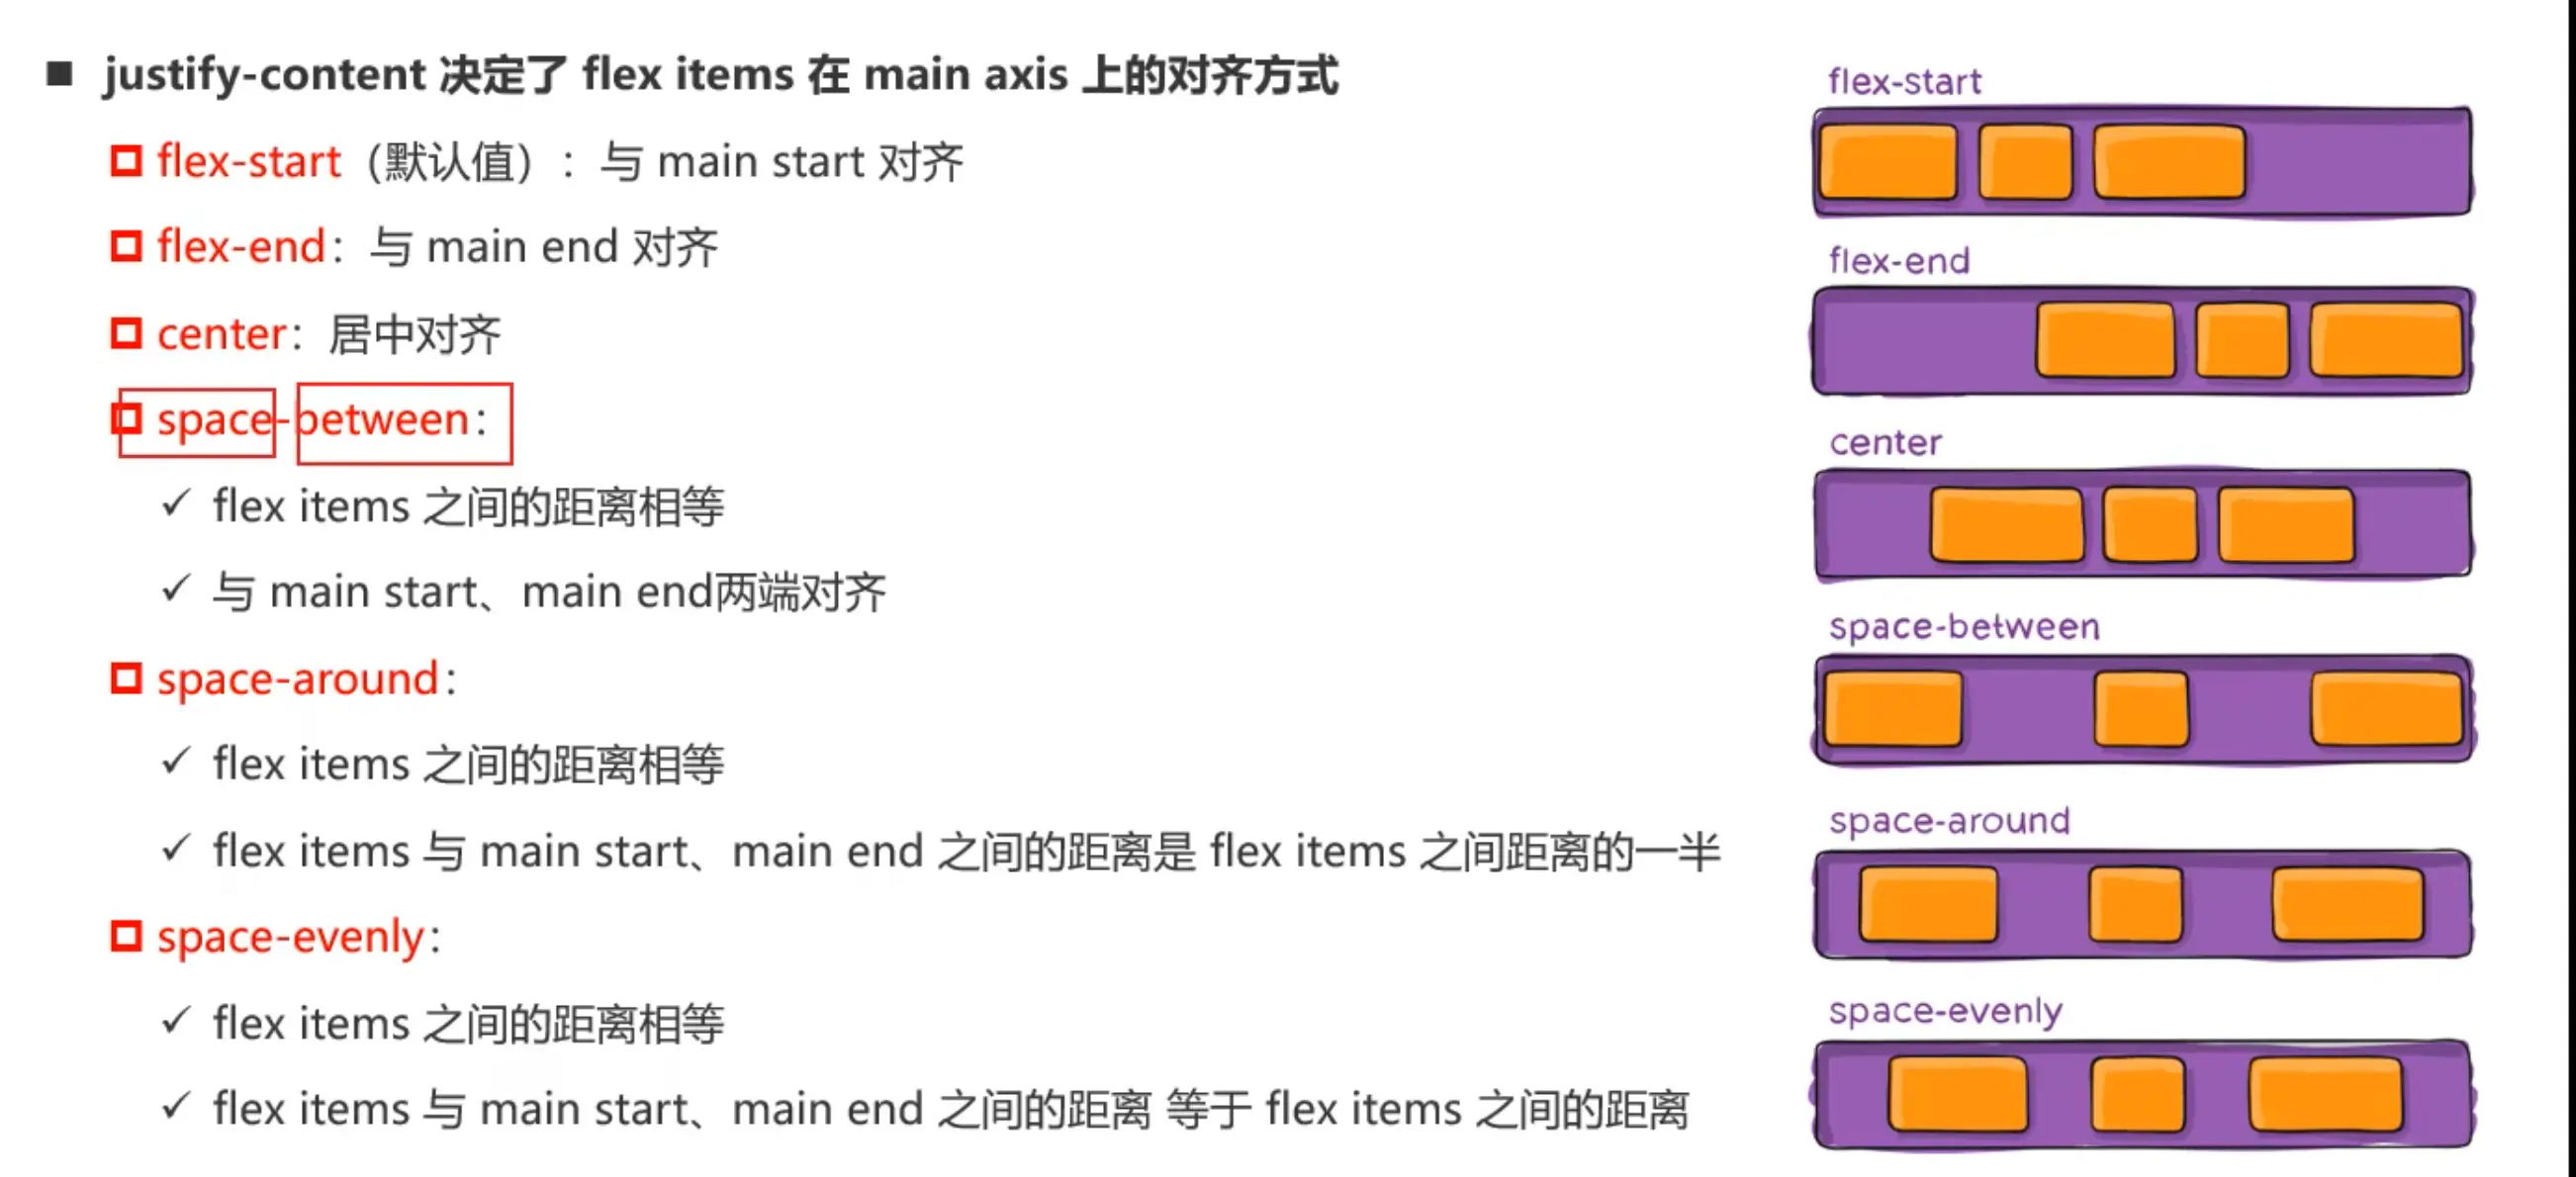 justify-content 决定了 flex items 在 main axis 上的对齐方式
flex-start（默认值）: 与 main start 对齐
flex-end：与 main end 对齐
center：居中对齐
space-between：
✓ flex items 之间的距离相等
✓ 与 main start、main end两端对齐
space-around：
✓ flex items 之间的距离相等
✓ flex items 与 main start、main end 之间的距离是 flex items 之间距离的一半
space-evenly：
✓ flex items 之间的距离相等
✓ flex items 与 main start、main end 之间的距离 等于 flex items 之间的距离
flex-start
flex-end
center
space-between
space-around
space-evenly